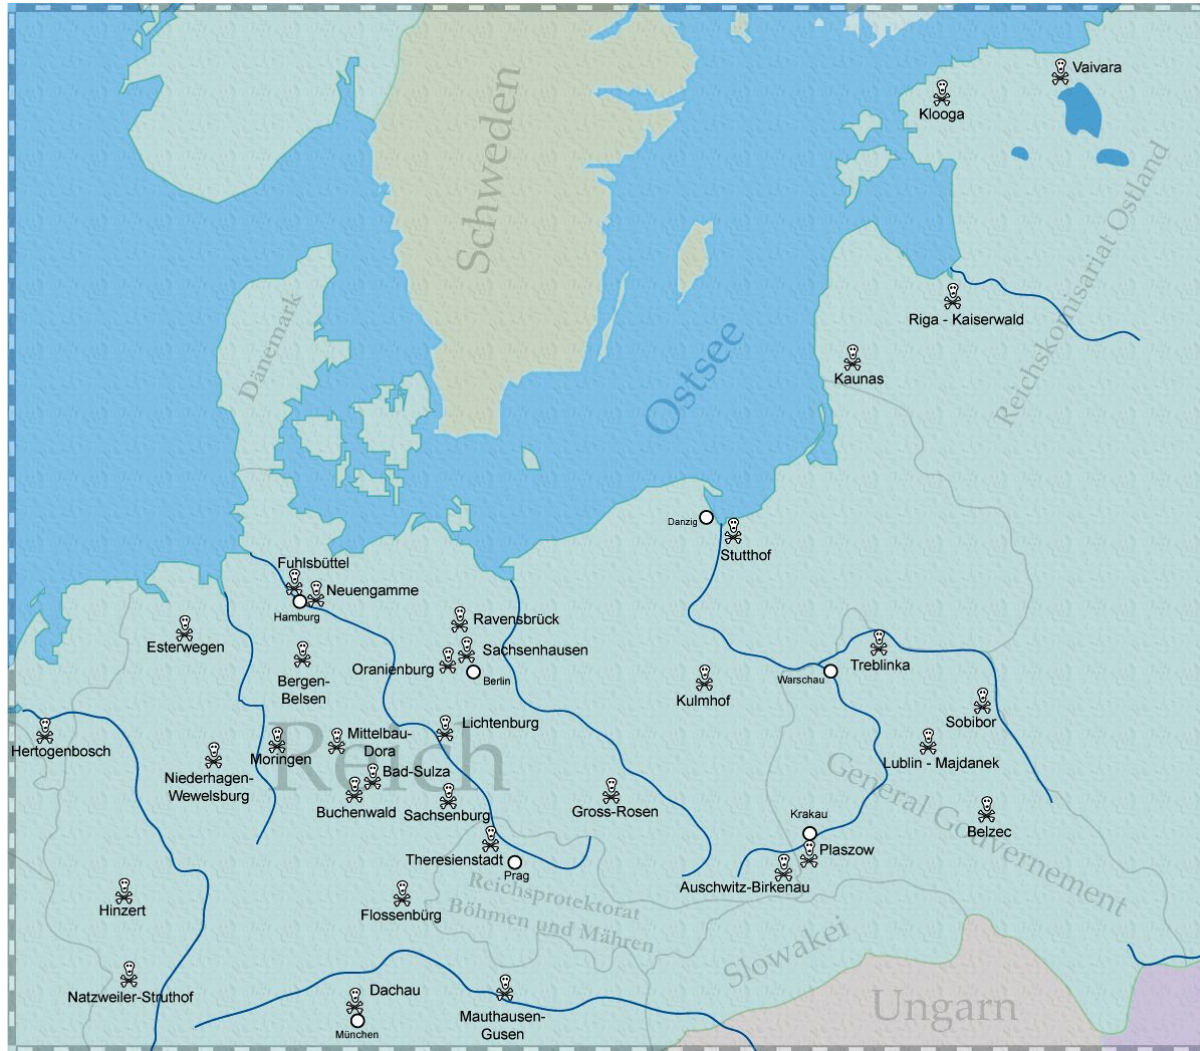 Vaivara
Klooga
Schweden
Reichskomisariat Ostland
Riga - Kaiserwald
Dänemark
Ostsee
Kaunas
Danzig
Stutthof
Fuhlsbüttel
Neuengamme
Hamburg
Ravensbrück
Esterwegen
Sachsenhausen
Oranienburg
Berlin
Bergen-
Belsen
Treblinka
Warschau
Kulmhof
Sobibor
Lichtenburg
Hertogenbosch
Moringen
Mittelbau-
Dora
Reich
Lublin - Majdanek
Niederhagen-
Wewelsburg
Bad-Sulza
Buchenwald
Sachsenburg
Gross-Rosen
General Gouvernement
Krakau
Belzec
Plaszow
Theresienstadt
Prag
Auschwitz-Birkenau
Reichsprotektorat
Böhmen und Mähren
Hinzert
Flossenbürg
Slowakei
Natzweiler-Struthof
Dachau
München
Mauthausen-
Gusen
Ungarn